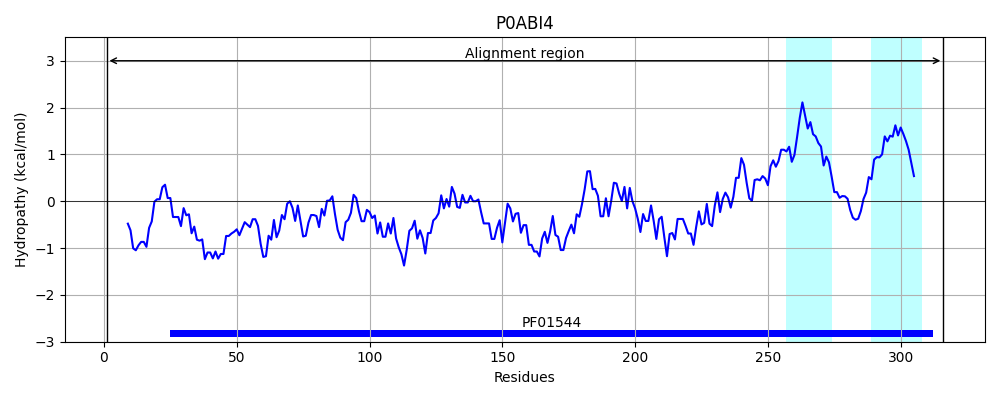 P0ABI4
Alignment region
Hydropathy (kcal/mol)
3
2
1
0
−1
−2
−3
PF01544
0
50
100
150
200
250
300
Residues